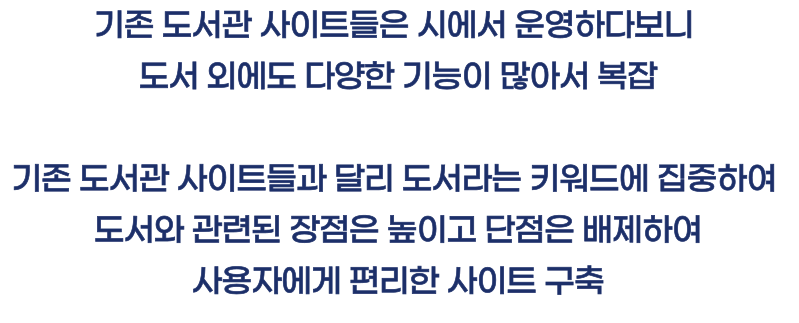 기존 도서관 사이트들은 시에서 운영하다보니
도서 외에도 다양한 기능이 많아서 복잡
기존 도서관 사이트들과 달리 도서라는 키워드에 집중하여
도서와 관련된 장점은 높이고 단점은 배제하여
사용자에게 편리한 사이트 구축